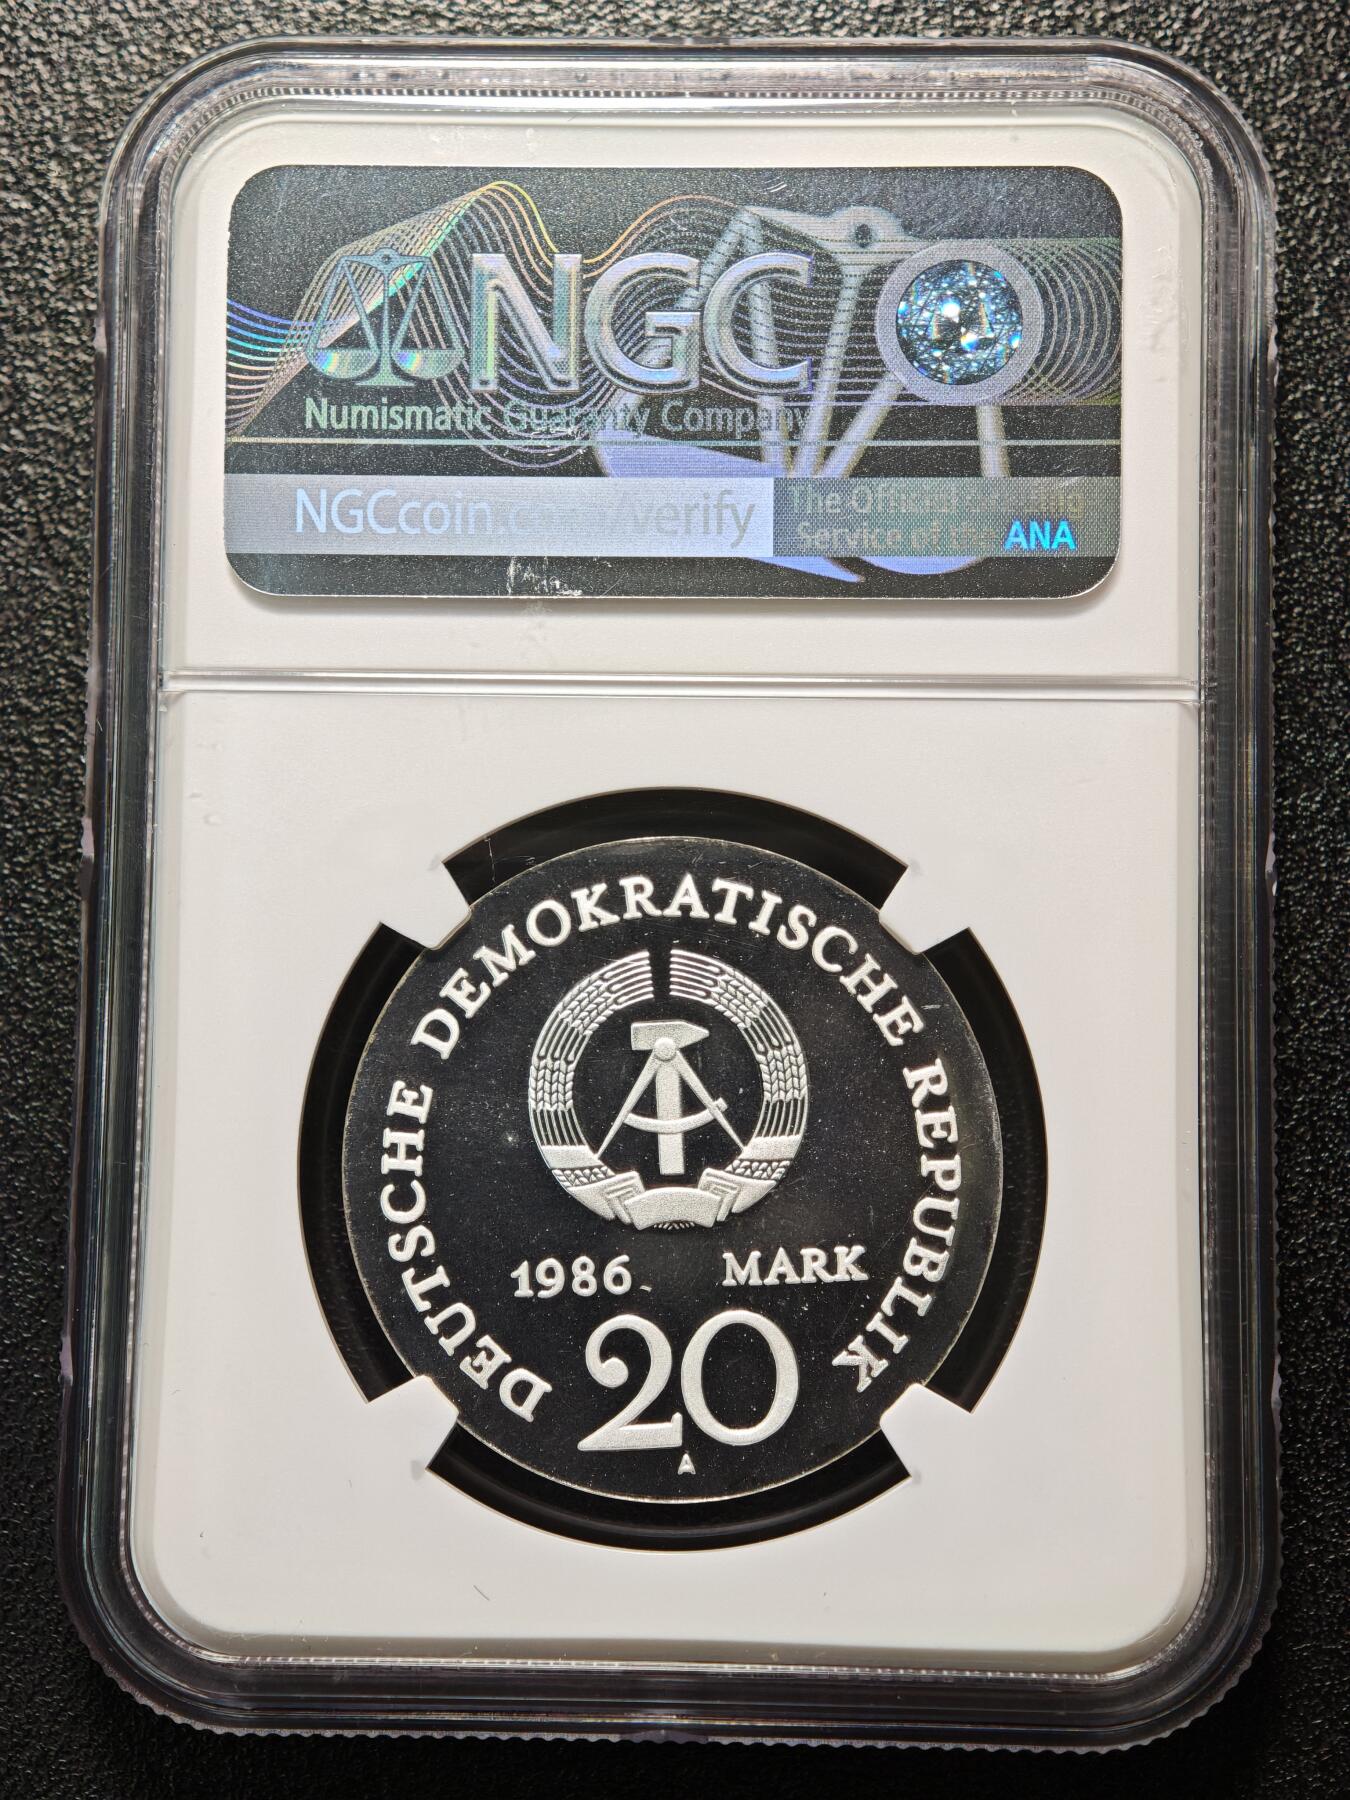 NGC
Numismatic Guaranty Company
NGCcoin.com/verify
The Official Grading
Service of the ANA
DEUTSCHE DEMOKRATISCHE REPUBLIK
1986 MARK
20
A